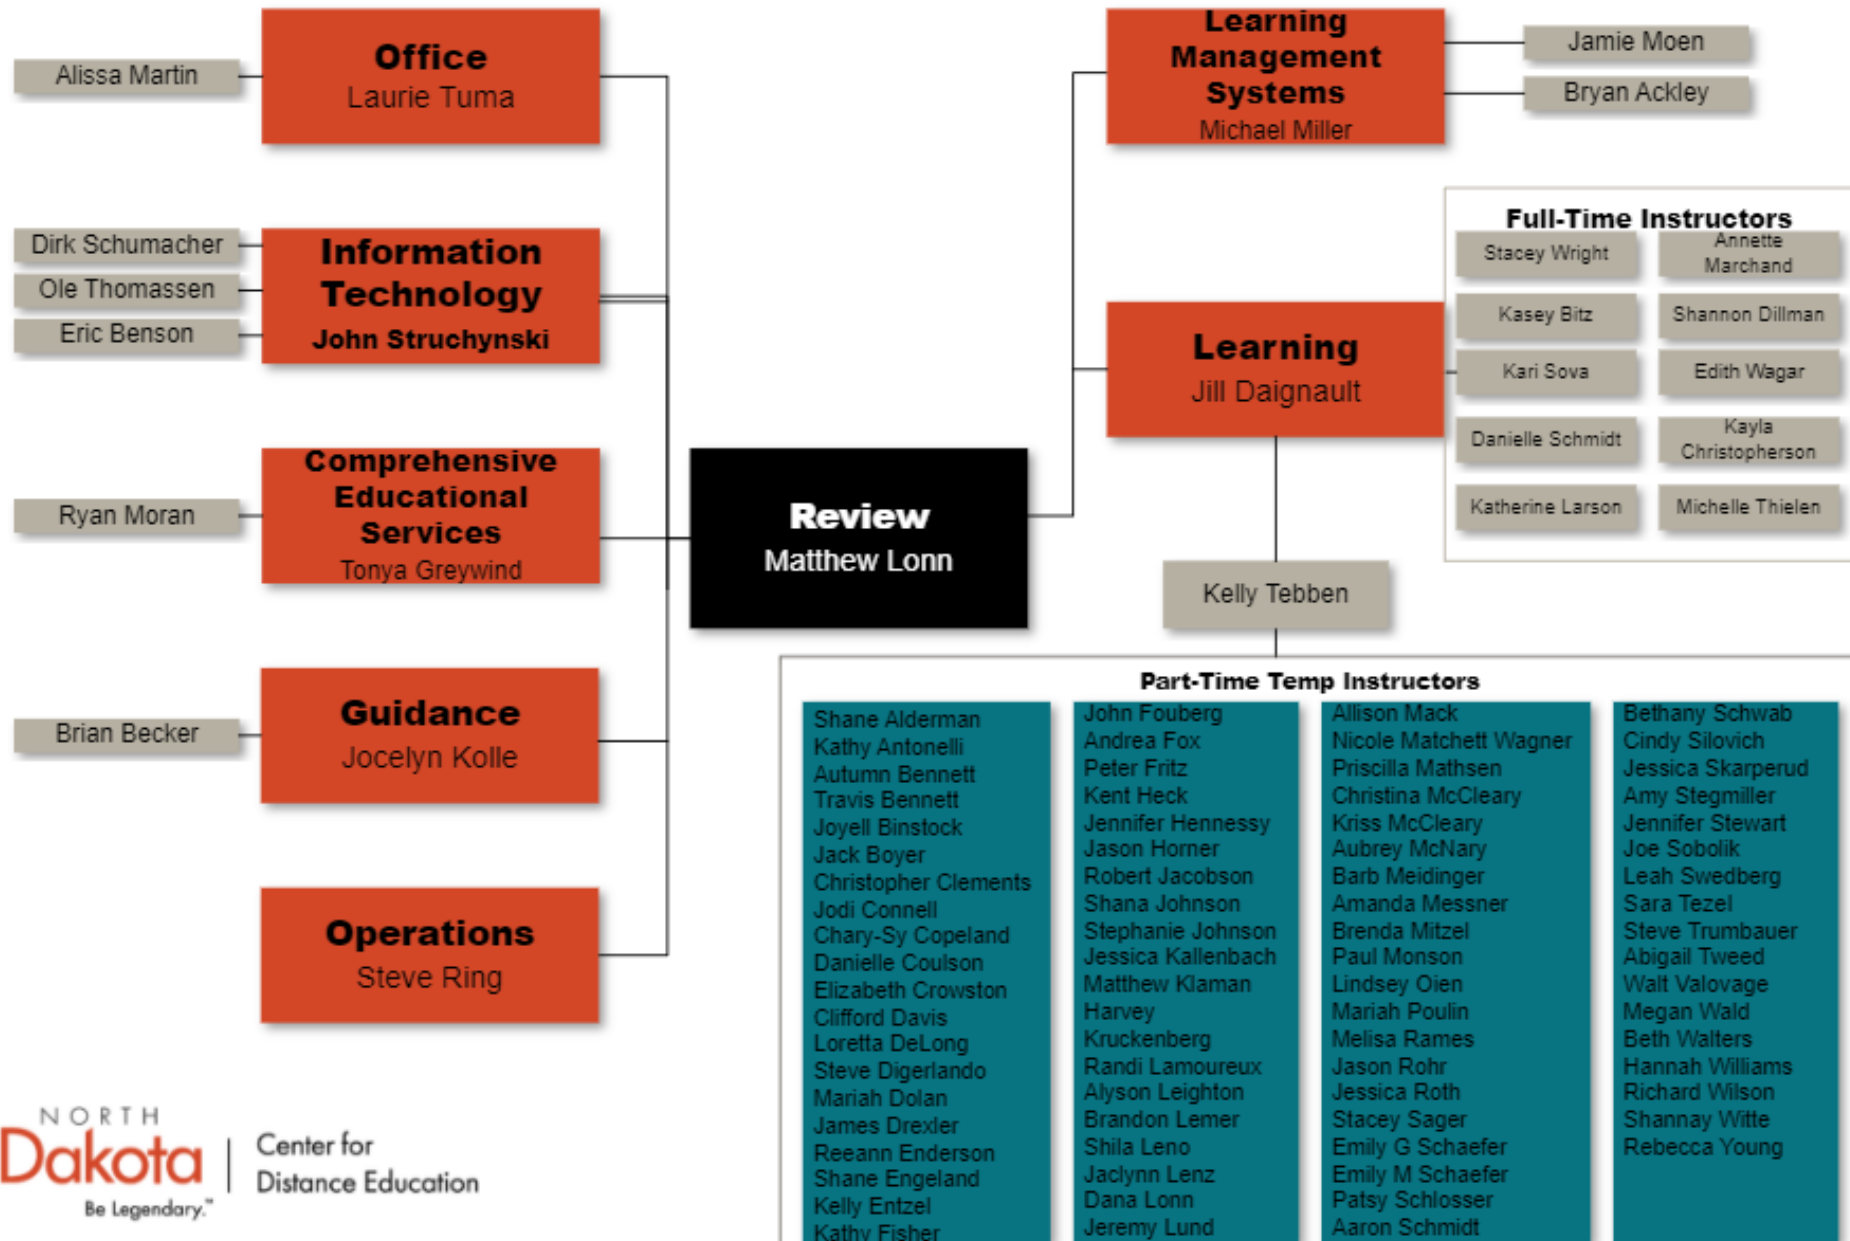 Alissa Martin
Office
Laurie Tuma
Dirk Schumacher
Ole Thomassen
Eric Benson
Information
Technology
John Struchynski
Ryan Moran
Comprehensive
Educational
Services
Tonya Greywind
Brian Becker
Guidance
Jocelyn Kolle
Operations
Steve Ring
Review
Matthew Lonn
Learning
Management
Systems
Michael Miller
Jamie Moen
Bryan Ackley
Learning
Jill Daignault
Full-Time Instructors
Stacey Wright
Annette
Marchand
Kasey Bitz
Shannon Dillman
Kari Sova
Edith Wagar
Danielle Schmidt
Kayla
Christopherson
Katherine Larson
Michelle Thielen
Kelly Tebben
Part-Time Temp Instructors
Shane Alderman
Kathy Antonelli
Autumn Bennett
Travis Bennett
Joyell Binstock
Jack Boyer
Christopher Clements
Jodi Connell
Chary-Sy Copeland
Danielle Coulson
Elizabeth Crowston
Clifford Davis
Loretta DeLong
Steve Digerlando
Mariah Dolan
James Drexler
Reeann Enderson
Shane Engeland
Kelly Entzel
Kathy Fisher
John Fouberg
Andrea Fox
Peter Fritz
Kent Heck
Jennifer Hennessy
Jason Horner
Robert Jacobson
Shana Johnson
Stephanie Johnson
Jessica Kallenbach
Matthew Klaman
Harvey
Kruckenberg
Randi Lamoureux
Alyson Leighton
Brandon Lemer
Shila Leno
Jaclynn Lenz
Dana Lonn
Jeremy Lund
Allison Mack
Nicole Matchett Wagner
Priscilla Mathsen
Christina McCleary
Kriss McCleary
Aubrey McNary
Barb Meidinger
Amanda Messner
Brenda Mitzel
Paul Monson
Lindsey Oien
Mariah Poulin
Melisa Rames
Jason Rohr
Jessica Roth
Stacey Sager
Emily G Schaefer
Emily M Schaefer
Patsy Schlosser
Aaron Schmidt
Bethany Schwab
Cindy Silovich
Jessica Skarperud
Amy Stegmiller
Jennifer Stewart
Joe Sobolik
Leah Swedberg
Sara Tezel
Steve Trumbauer
Abigail Tweed
Walt Valovage
Megan Wald
Beth Walters
Hannah Williams
Richard Wilson
Shannay Witte
Rebecca Young
NORTH
Dakota
Be Legendary.™
Center for
Distance Education